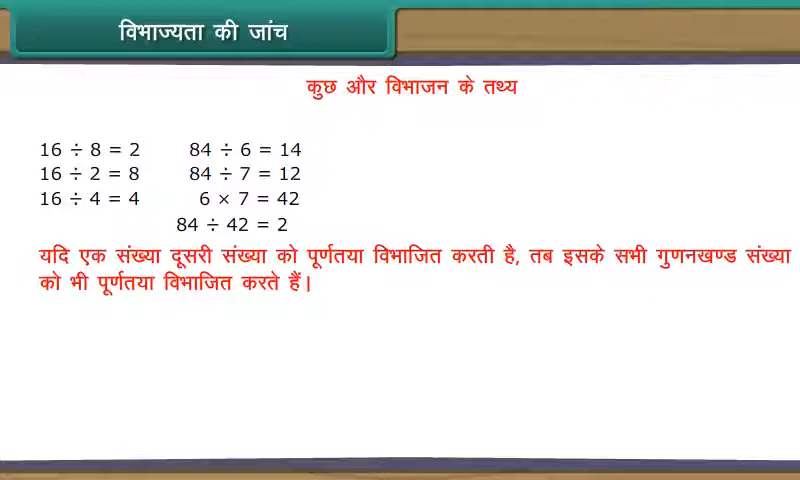 विभाज्यता की जांच
कुछ और विभाजन के तथ्य
16 ÷ 8 = 2 84 ÷ 6 = 14
16 ÷ 2 = 8 84 ÷ 7 = 12
16 ÷ 4 = 4 6 × 7 = 42
84 ÷ 42 = 2
यदि एक संख्या दूसरी संख्या को पूर्णतया विभाजित करती है, तब इसके सभी गुणनखण्ड संख्या
को भी पूर्णतया विभाजित करते हैं।